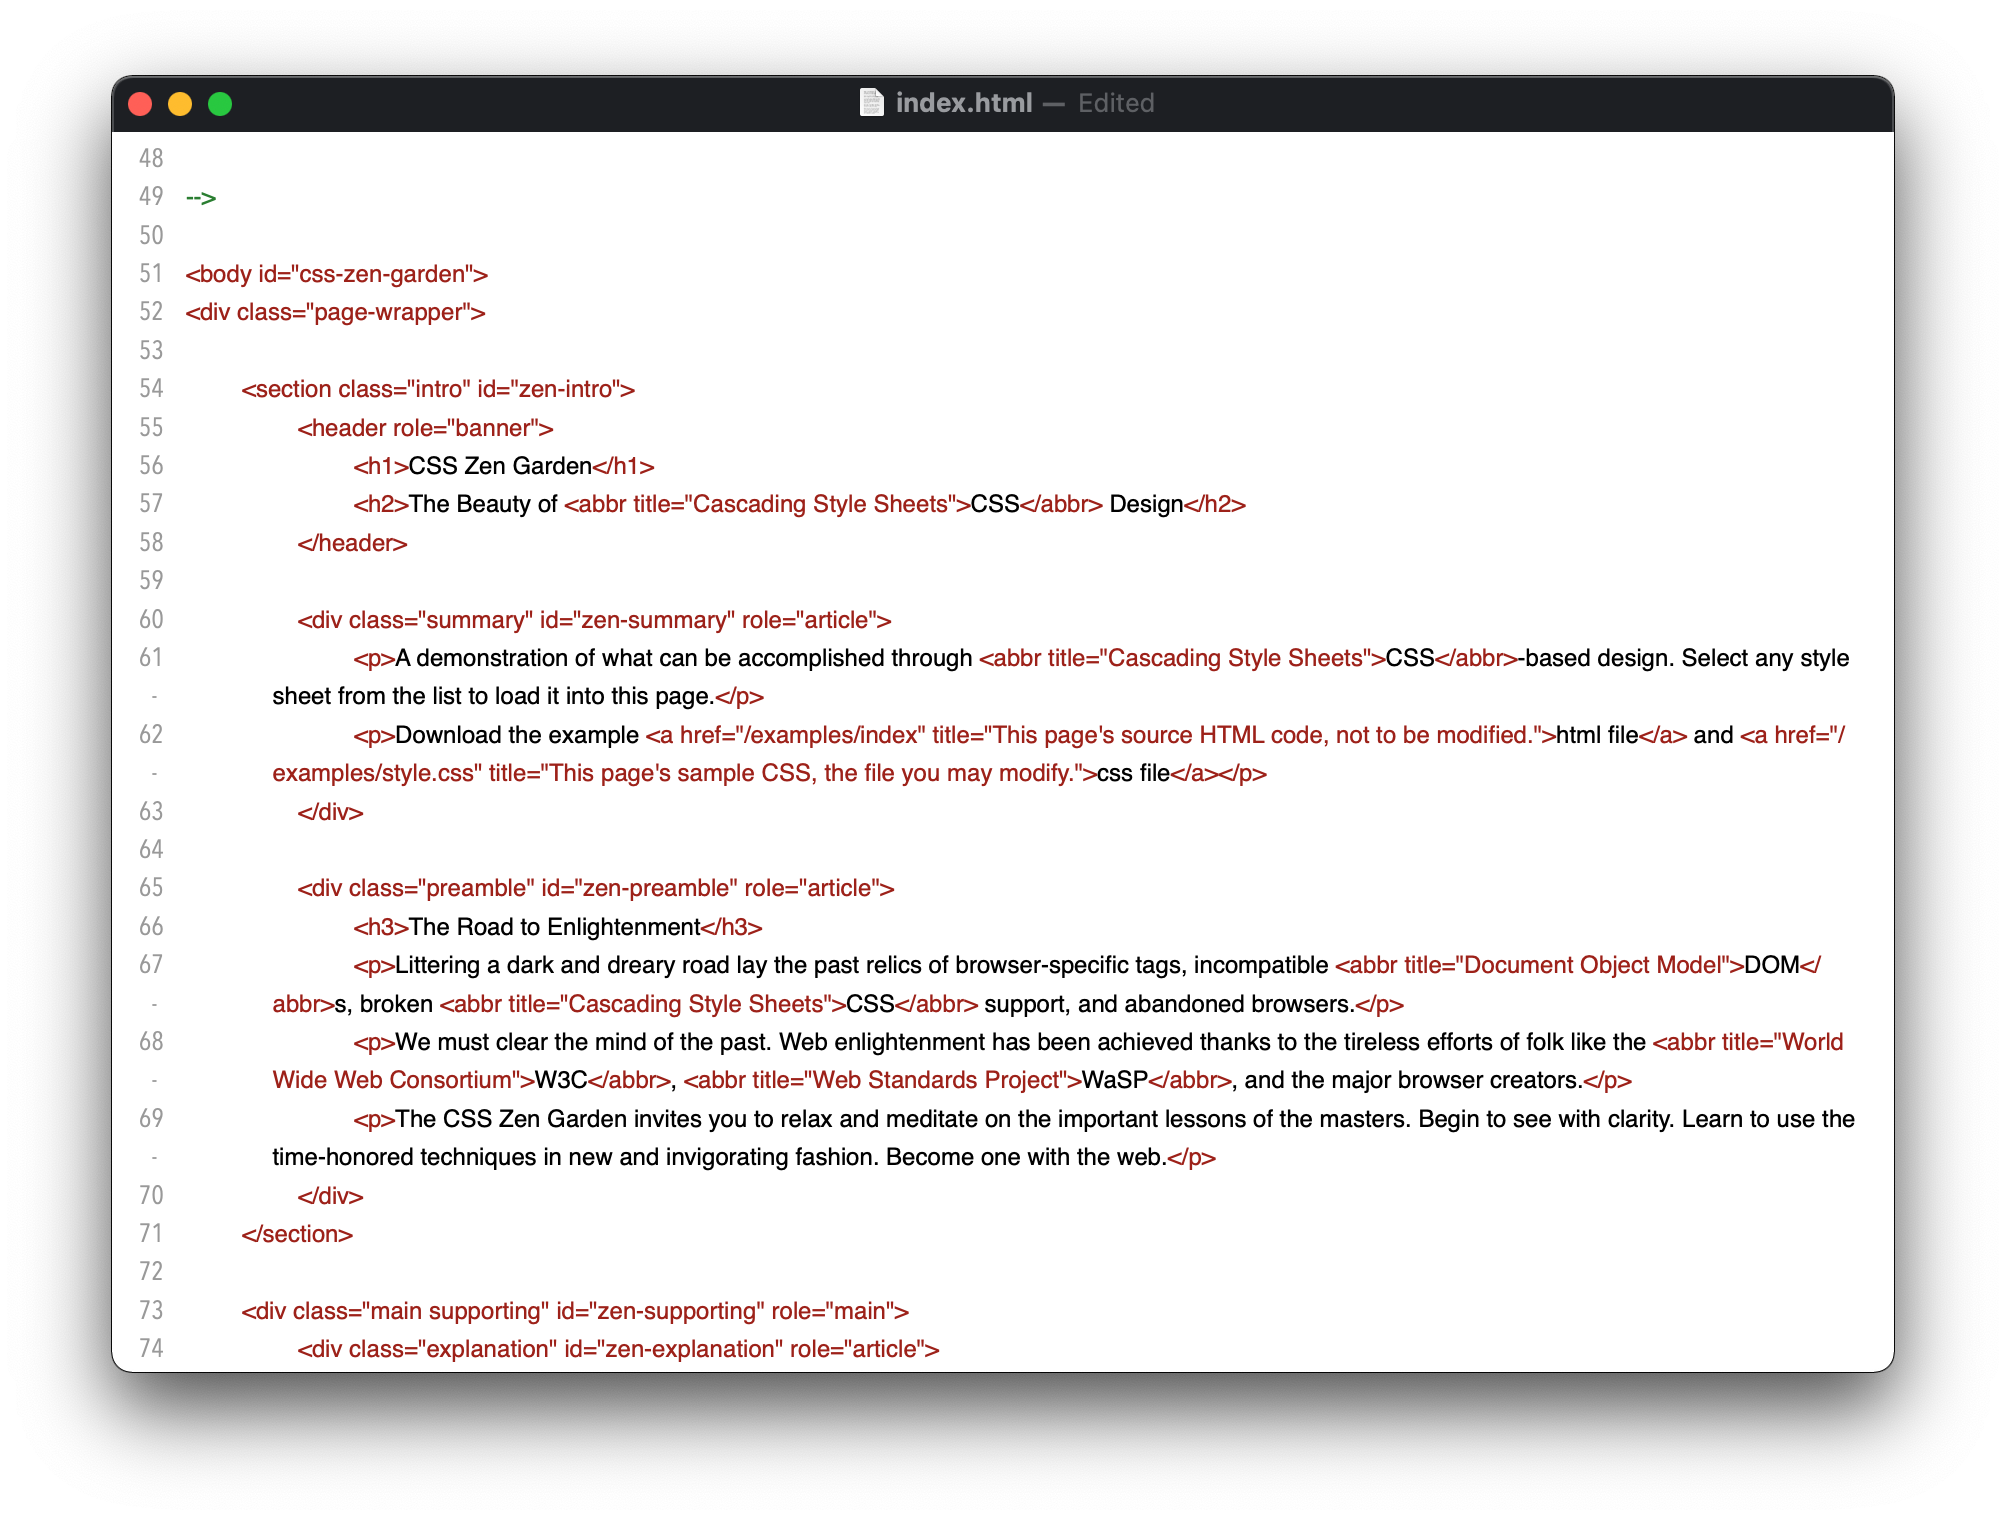 index.html — Edited
48
49 -->
50
51 <body id="css-zen-garden">
52 <div class="page-wrapper">
53
54 <section class="intro" id="zen-intro">
55 <header role="banner">
56 <h1>CSS Zen Garden</h1>
57 <h2>The Beauty of <abbr title="Cascading Style Sheets">CSS</abbr> Design</h2>
58 </header>
59
60 <div class="summary" id="zen-summary" role="article">
61 <p>A demonstration of what can be accomplished through <abbr title="Cascading Style Sheets">CSS</abbr>-based design. Select any style
- sheet from the list to load it into this page.</p>
62 <p>Download the example <a href="/examples/index" title="This page's source HTML code, not to be modified.">html file</a> and <a href="/
- examples/style.css" title="This page's sample CSS, the file you may modify.">css file</a></p>
63 </div>
64
65 <div class="preamble" id="zen-preamble" role="article">
66 <h3>The Road to Enlightenment</h3>
67 <p>Littering a dark and dreary road lay the past relics of browser-specific tags, incompatible <abbr title="Document Object Model">DOM</
- abbr>s, broken <abbr title="Cascading Style Sheets">CSS</abbr> support, and abandoned browsers.</p>
68 <p>We must clear the mind of the past. Web enlightenment has been achieved thanks to the tireless efforts of folk like the <abbr title="World
- Wide Web Consortium">W3C</abbr>, <abbr title="Web Standards Project">WaSP</abbr>, and the major browser creators.</p>
69 <p>The CSS Zen Garden invites you to relax and meditate on the important lessons of the masters. Begin to see with clarity. Learn to use the
- time-honored techniques in new and invigorating fashion. Become one with the web.</p>
70 </div>
71 </section>
72
73 <div class="main supporting" id="zen-supporting" role="main">
74 <div class="explanation" id="zen-explanation" role="article">